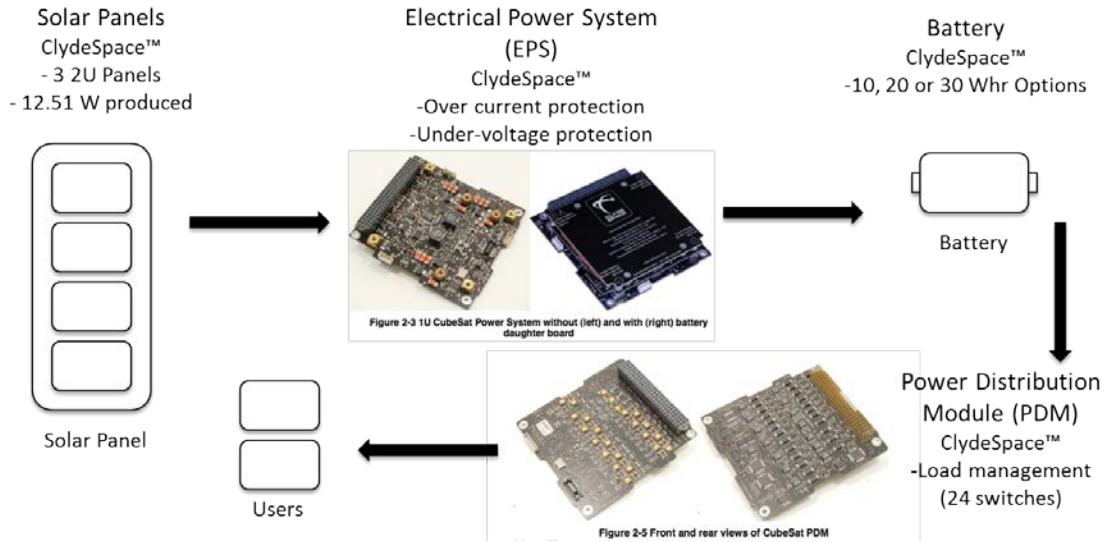 Solar Panels
ClydeSpace™
- 3 2U Panels
- 12.51 W produced
Electrical Power System
(EPS)
ClydeSpace™
-Over current protection
-Under-voltage protection
Battery
ClydeSpace™
-10, 20 or 30 Whr Options
Figure 2-3 1U CubeSat Power System without (left) and with (right) battery
daughter board
Battery
Solar Panel
Users
Power Distribution
Module (PDM)
ClydeSpace™
-Load management
(24 switches)
Figure 2-5 Front and rear views of CubeSat PDM